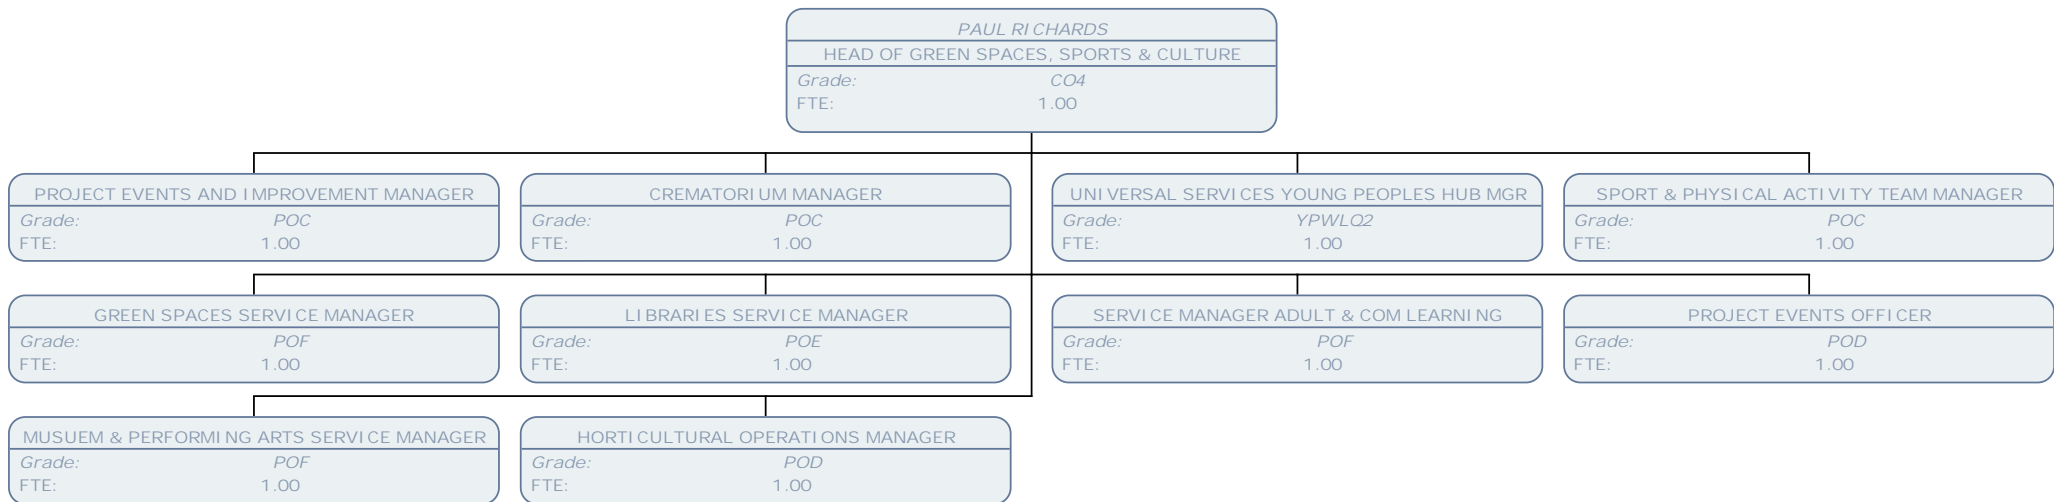 PAUL RICHARDS
HEAD OF GREEN SPACES, SPORTS & CULTURE
Grade: CO4
FTE: 1.00
PROJECT EVENTS AND IMPROVEMENT MANAGER
Grade: POC
FTE: 1.00
CREMATORIUM MANAGER
Grade: POC
FTE: 1.00
UNIVERSAL SERVICES YOUNG PEOPLES HUB MGR
Grade: YPWLQ2
FTE: 1.00
SPORT & PHYSICAL ACTIVITY TEAM MANAGER
Grade: POC
FTE: 1.00
GREEN SPACES SERVICE MANAGER
Grade: POF
FTE: 1.00
LIBRARIES SERVICE MANAGER
Grade: POE
FTE: 1.00
SERVICE MANAGER ADULT & COM LEARNING
Grade: POF
FTE: 1.00
PROJECT EVENTS OFFICER
Grade: POD
FTE: 1.00
MUSUEM & PERFORMING ARTS SERVICE MANAGER
Grade: POF
FTE: 1.00
HORTICULTURAL OPERATIONS MANAGER
Grade: POD
FTE: 1.00